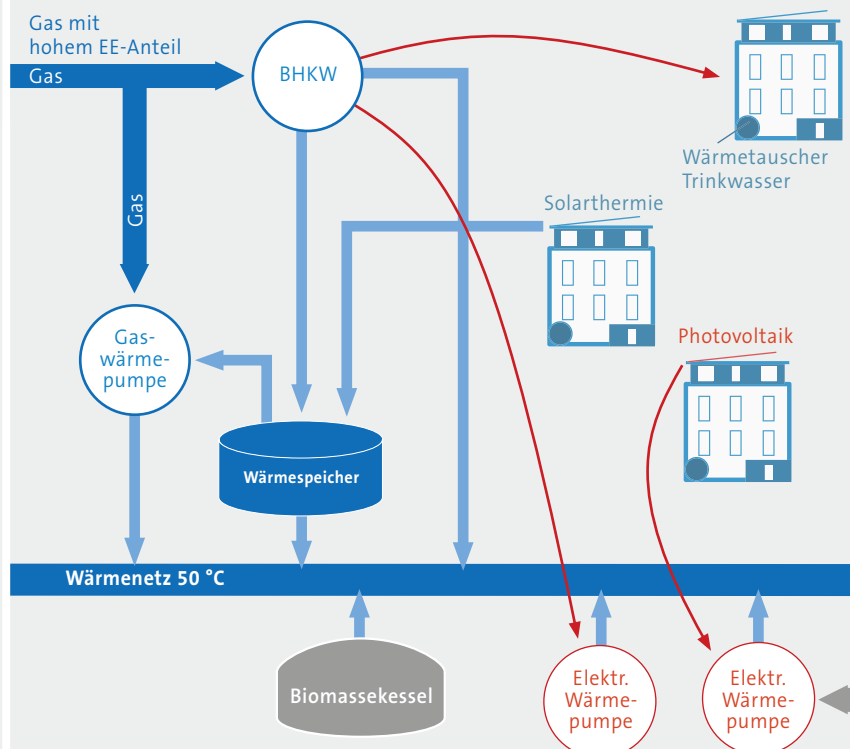 Gas mit
hohem EE-Anteil
Gas
BHKW
Wärmetauscher
Trinkwasser
Gas
Solarthermie
Photovoltaik
Gas-
wärme-
pumpe
Wärmespeicher
Wärmenetz 50 °C
Biomassekessel
Elektr.
Wärme-
pumpe
Elektr.
Wärme-
pumpe